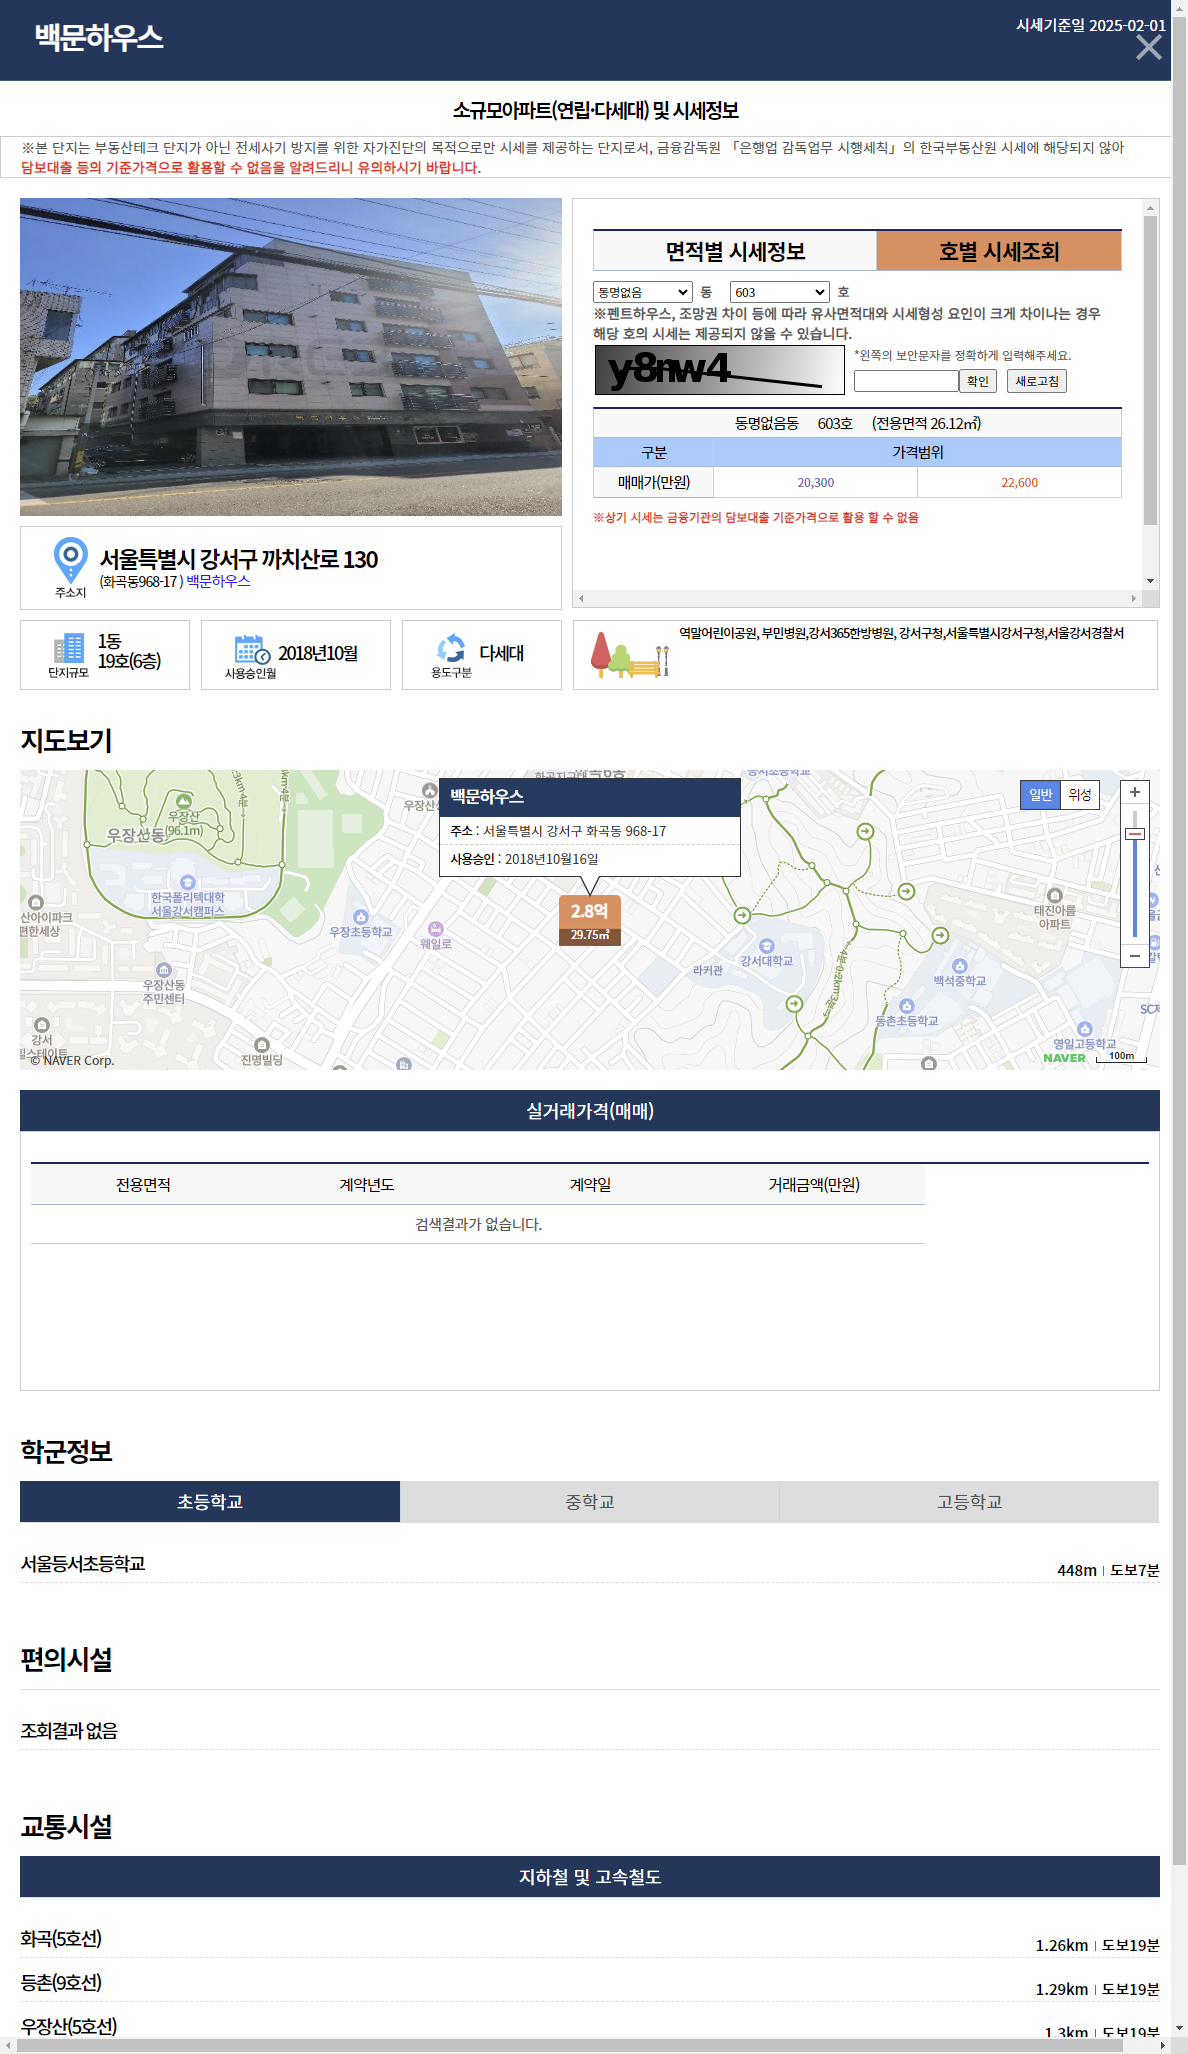 백문하우스
시세기준일 2025-02-01
소규모아파트(연립·다세대) 및 시세정보
※본 단지는 부동산테크 단지가 아닌 전세사기 방지를 위한 자가진단의 목적으로만 시세를 제공하는 단지로서, 금융감독원 「은행업 감독업무 시행세칙」의 한국부동산원 시세에 해당되지 않아
담보대출 등의 기준가격으로 활용할 수 없음을 알려드리니 유의하시기 바랍니다.
면적별 시세정보 호별 시세조회
동명없음 동 603 호
※펜트하우스, 조망권 차이 등에 따라 유사면적대와 시세형성 요인이 크게 차이나는 경우
해당 호의 시세는 제공되지 않을 수 있습니다.
y8nw4
*왼쪽의 보안문자를 정확하게 입력해주세요.
확인 새로고침
동명없음동 603호 (전용면적 26.12㎡)
구분 가격범위
매매가(만원) 20,300 22,600
※상기 시세는 금융기관의 담보대출 기준가격으로 활용 할 수 없음
주소지
서울특별시 강서구 까치산로 130
(화곡동968-17 ) 백문하우스
단지규모
1동
19호(6층)
사용승인월
2018년10월
용도구분
다세대
역말어린이공원, 부민병원,강서365한방병원, 강서구청,서울특별시강서구청,서울강서경찰서
지도보기
우장산
(96.1m)
우장산동
한국폴리텍대학
서울강서캠퍼스
산아이파크
편한세상
우장산동
주민센터
강서
힐스테이트
© NAVER Corp.
진명빌딩
우장초등학교
웨일로
백문하우스
주소 : 서울특별시 강서구 화곡동 968-17
사용승인 : 2018년10월16일
2.8억
29.75㎡
라커관
강서대학교
등촌초등학교
백석중학교
태진아름
아파트
영일고등학교
일반 위성
NAVER
100m
실거래가격(매매)
전용면적 계약년도 계약일 거래금액(만원)
검색결과가 없습니다.
학군정보
초등학교 중학교 고등학교
서울등서초등학교 448m 도보7분
편의시설
조회결과 없음
교통시설
지하철 및 고속철도
화곡(5호선) 1.26km 도보19분
등촌(9호선) 1.29km 도보19분
우장산(5호선) 1.3km 도보19분